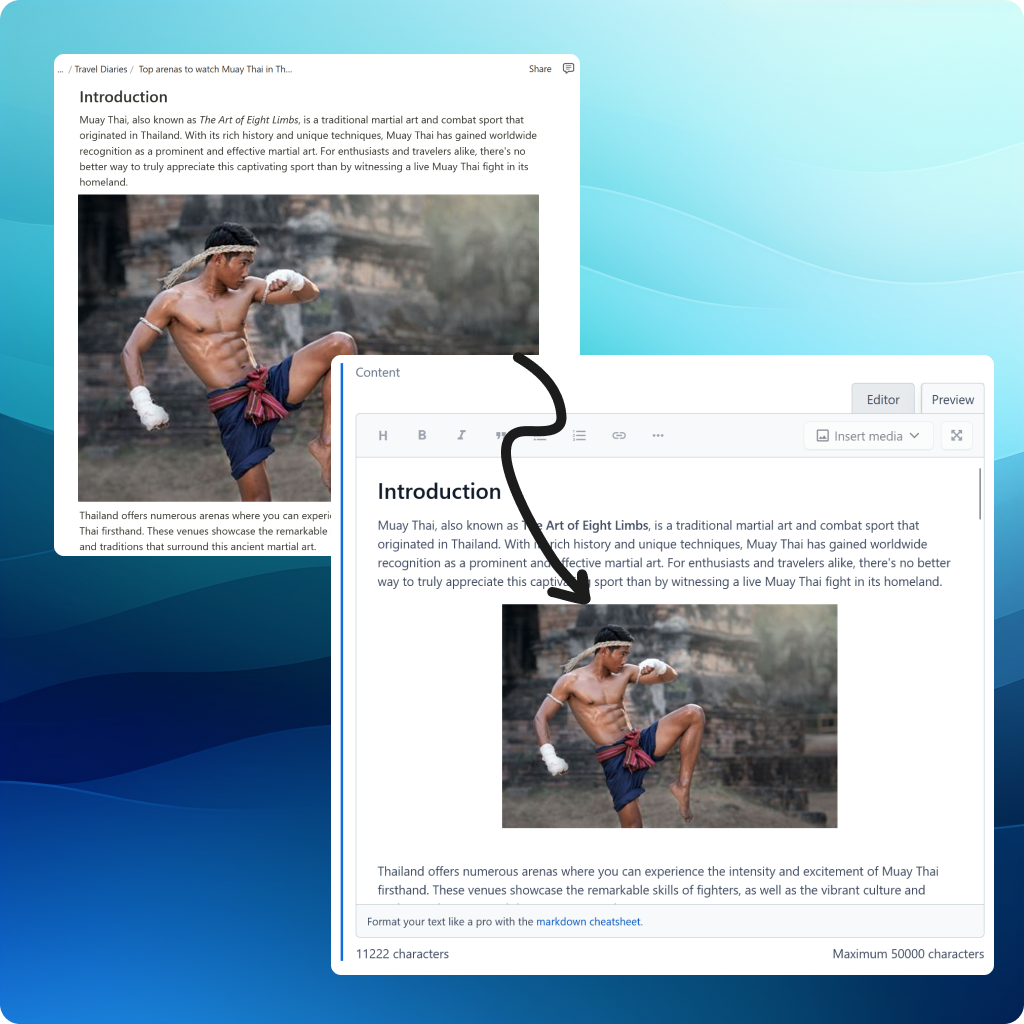 ... / Travel Diaries / Top arenas to watch Muay Thai in Th...
Share
Introduction
Muay Thai, also known as The Art of Eight Limbs, is a traditional martial art and combat sport that
originated in Thailand. With its rich history and unique techniques, Muay Thai has gained worldwide
recognition as a prominent and effective martial art. For enthusiasts and travelers alike, there's no
better way to truly appreciate this captivating sport than by witnessing a live Muay Thai fight in its
homeland.
Thailand offers numerous arenas where you can
Thai firsthand. These venues showcase the remarkable
and traditions that surround this ancient martial art.
Content
Editor
Preview
H B I
Insert media
Introduction
Muay Thai, also known as The Art of Eight Limbs, is a traditional martial art and combat sport that
originated in Thailand. With its rich history and unique techniques, Muay Thai has gained worldwide
recognition as a prominent and effective martial art. For enthusiasts and travelers alike, there's no better
way to truly appreciate this captivating sport than by witnessing a live Muay Thai fight in its homeland.
Thailand offers numerous arenas where you can experience the intensity and excitement of Muay Thai
firsthand. These venues showcase the remarkable skills of fighters, as well as the vibrant culture and
Format your text like a pro with the markdown cheatsheet.
11222 characters
Maximum 50000 characters